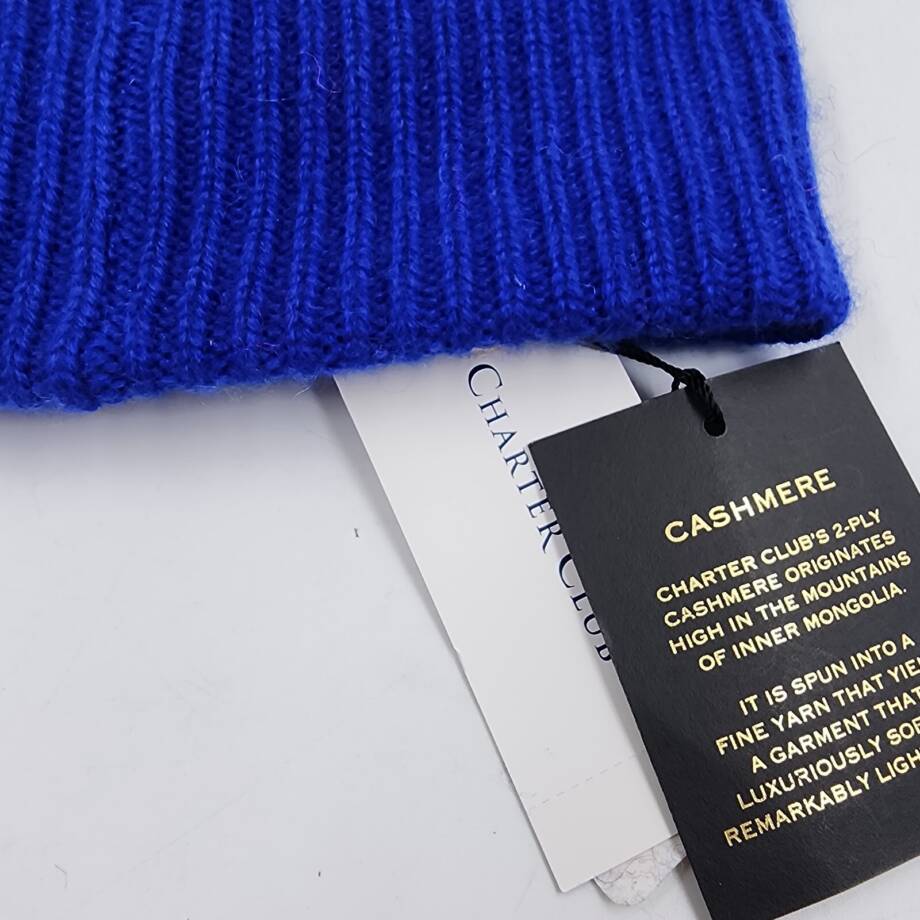 CHARTER CLUB
CASHMERE
CHARTER CLUB'S 2-PLY
CASHMERE ORIGINATES
HIGH IN THE MOUNTAINS
OF INNER MONGOLIA.
IT IS SPUN INTO A
FINE YARN THAT
A GARMENT THAT
LUXURIOUSLY
REMARKABLY